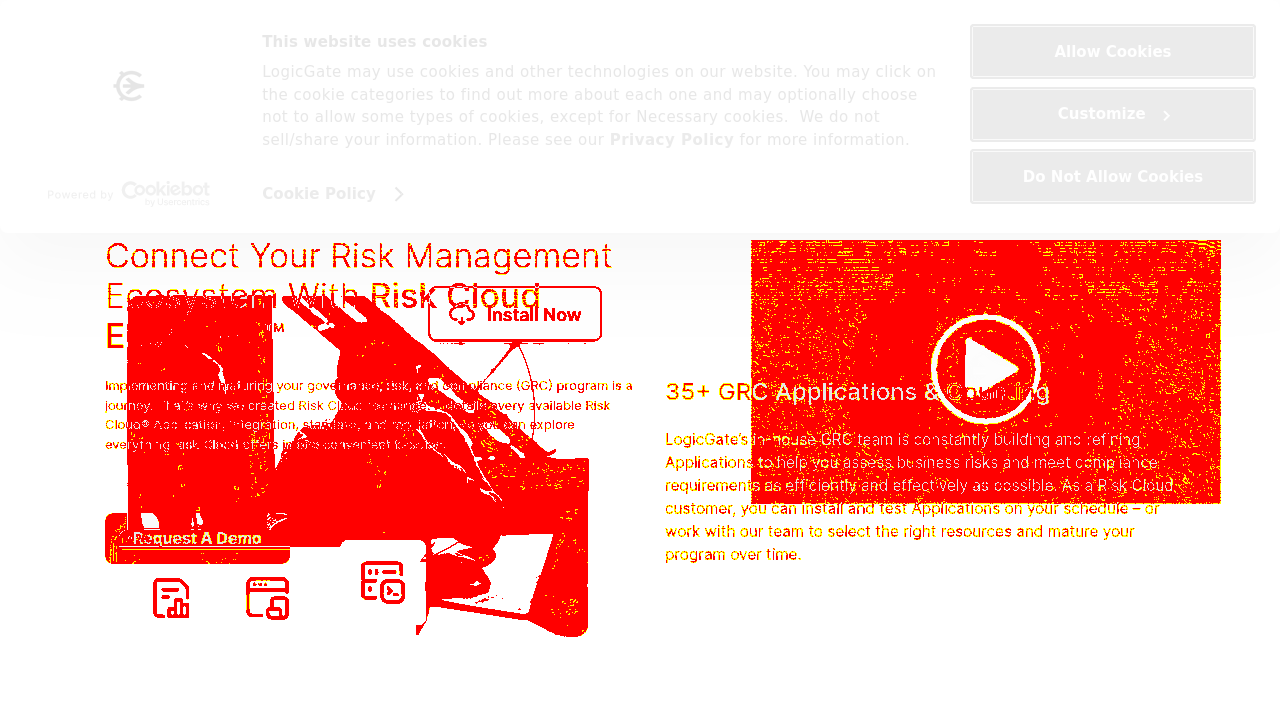 This website uses cookies
LogicGate may use cookies and other technologies on our website. You may click on
the cookie categories to find out more about each one and may optionally choose
not to allow some types of cookies, except for Necessary cookies.  We do not
sell/share your information. Please see our Privacy Policy for more information.
Cookie Policy
Powered by Cookiebot
by Usercentrics
Allow Cookies
Customize
Do Not Allow Cookies
Connect Your Risk Management
Ecosystem With Risk Cloud
™
Install Now
Implementing and maturing your governance, risk, and compliance (GRC) program is a
journey. That's why we created Risk Cloud every available Risk
Cloud® Application, integration, you can explore
everything Risk Cloud offers in one convenient
Request A Demo
35+ GRC Applications & Counting
LogicGate's in-house GRC team is constantly building and refining
Applications to help you assess business risks and meet compliance
requirements as efficiently and effectively as possible. As a Risk Cloud
customer, you can install and test Applications on your schedule – or
work with our team to select the right resources and mature your
program over time.